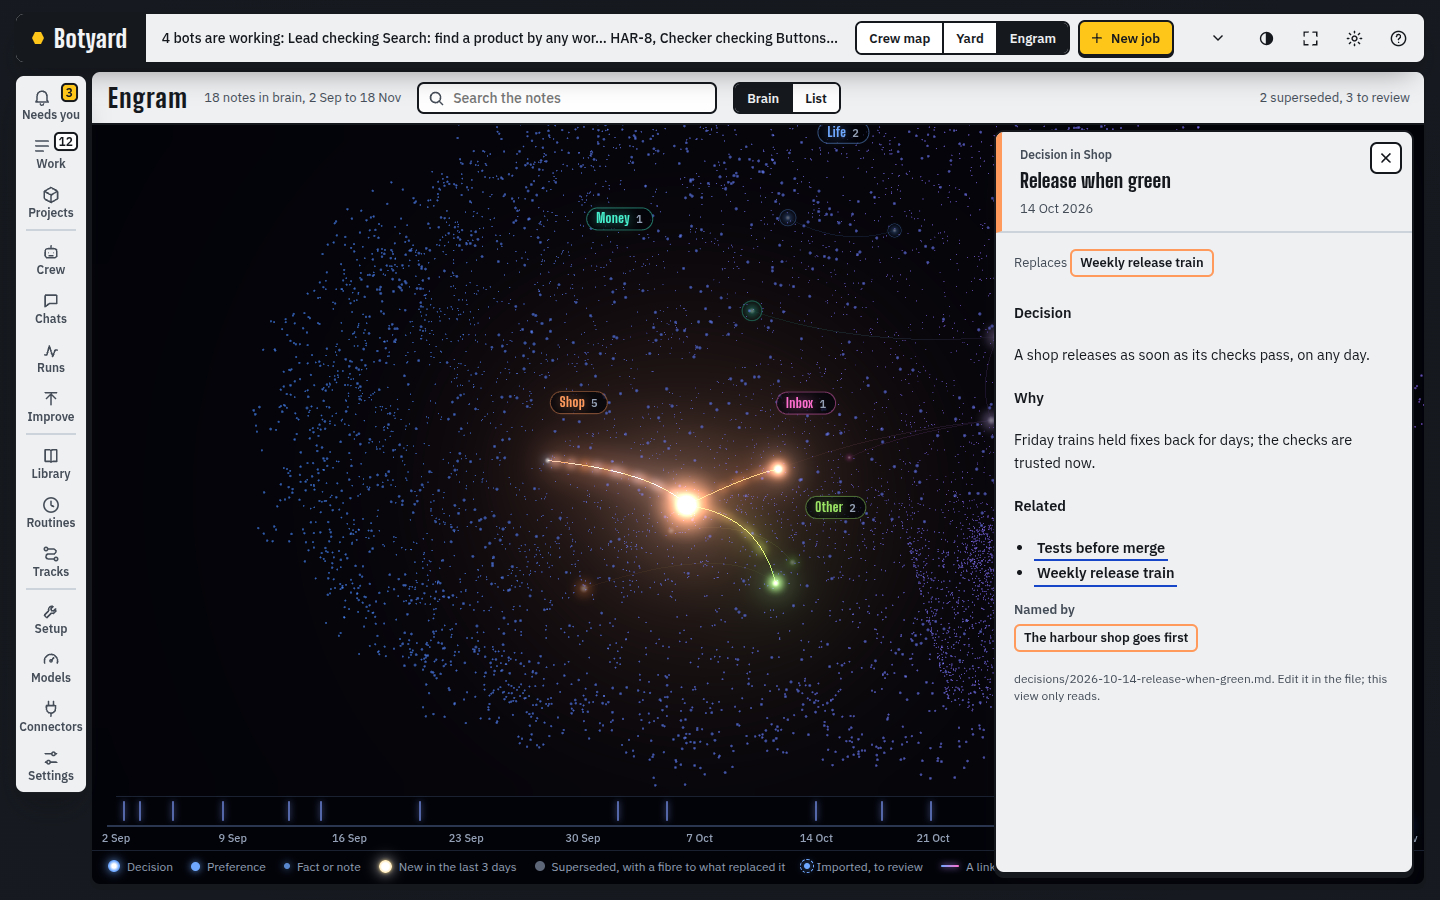 Botyard
4 bots are working: Lead checking Search: find a product by any wor... HAR-8, Checker checking Buttons...
Crew map
Yard
Engram
+ New job
3
Needs you
12
Work
Projects
Crew
Chats
Runs
Improve
Library
Routines
Tracks
Setup
Models
Connectors
Settings
Engram
18 notes in brain, 2 Sep to 18 Nov
Search the notes
Brain
List
2 superseded, 3 to review
Life 2
Money 1
Shop 5
Inbox 1
Other 2
2 Sep
9 Sep
16 Sep
23 Sep
30 Sep
7 Oct
14 Oct
21 Oct
Decision
Preference
Fact or note
New in the last 3 days
Superseded, with a fibre to what replaced it
Imported, to review
A link
Decision in Shop
Release when green
14 Oct 2026
Replaces Weekly release train
Decision
A shop releases as soon as its checks pass, on any day.
Why
Friday trains held fixes back for days; the checks are
trusted now.
Related
• Tests before merge
• Weekly release train
Named by
The harbour shop goes first
decisions/2026-10-14-release-when-green.md. Edit it in the file; this
view only reads.